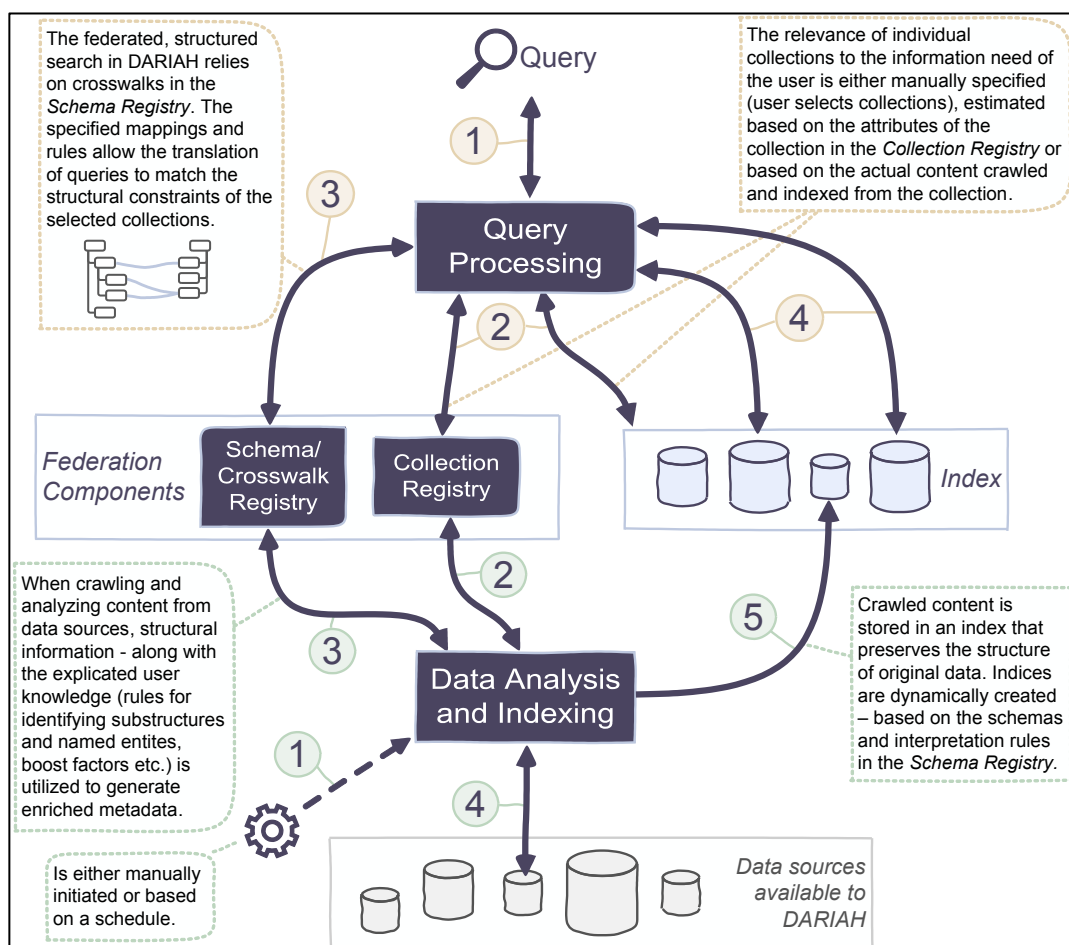 The federated, structured
search in DARIAH relies
on crosswalks in the
Schema Registry. The
specified mappings and
rules allow the translation
of queries to match the
structural constraints of the
selected collections.
Query
The relevance of individual
collections to the information need of
the user is either manually specified
(user selects collections), estimated
based on the attributes of the
collection in the Collection Registry or
based on the actual content crawled
and indexed from the collection.
1
3
Query
Processing
2
4
Federation
Components
Schema/
Crosswalk
Registry
Collection
Registry
Index
When crawling and
analyzing content from
data sources, structural
information - along with
the explicated user
knowledge (rules for
identifying substructures
and named entites,
boost factors etc.) is
utilized to generate
enriched metadata.
2
3
5
Crawled content is
stored in an index that
preserves the structure
of original data. Indices
are dynamically created
– based on the schemas
and interpretation rules
in the Schema Registry.
Data Analysis
and Indexing
1
4
Is either manually
initiated or based
on a schedule.
Data sources
available to
DARIAH